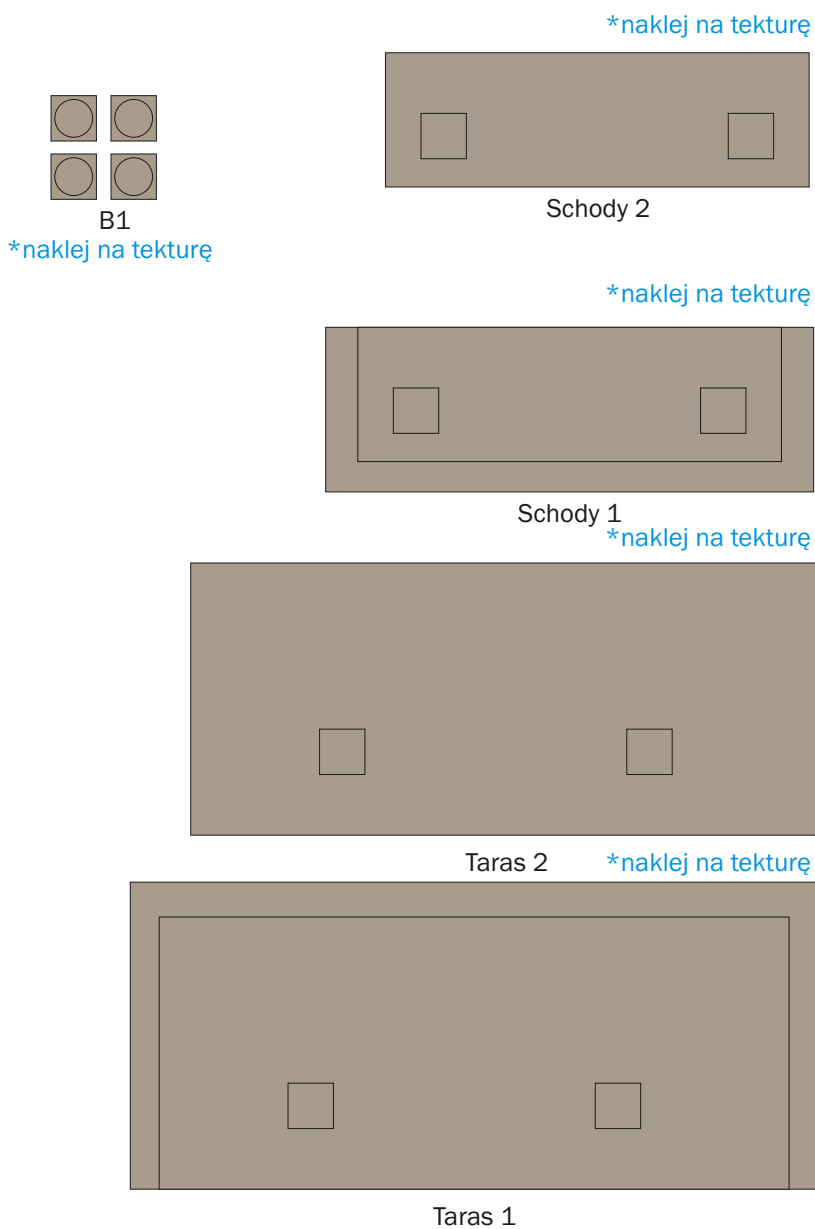 *naklej na tekturę
B1
*naklej na tekturę
Schody 2
*naklej na tekturę
Schody 1
*naklej na tekturę
Taras 2
*naklej na tekturę
Taras 1